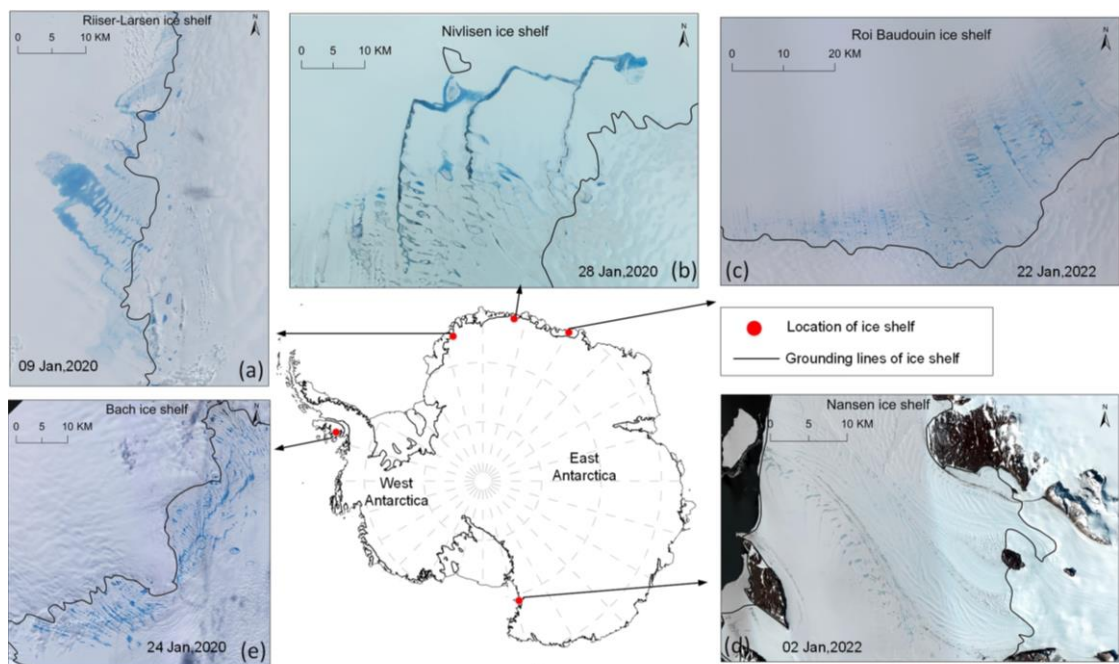 Riiser-Larsen ice shelf
0 5 10 KM
N
09 Jan,2020
(a)
Nivlisen ice shelf
0 5 10 KM
N
28 Jan,2020
(b)
Roi Baudouin ice shelf
0 10 20 KM
N
(c)
22 Jan,2022
Location of ice shelf
Grounding lines of ice shelf
Bach ice shelf
0 5 10 KM
N
24 Jan,2020
(e)
West
Antarctica
East
Antarctica
Nansen ice shelf
0 5 10 KM
N
02 Jan,2022
(d)